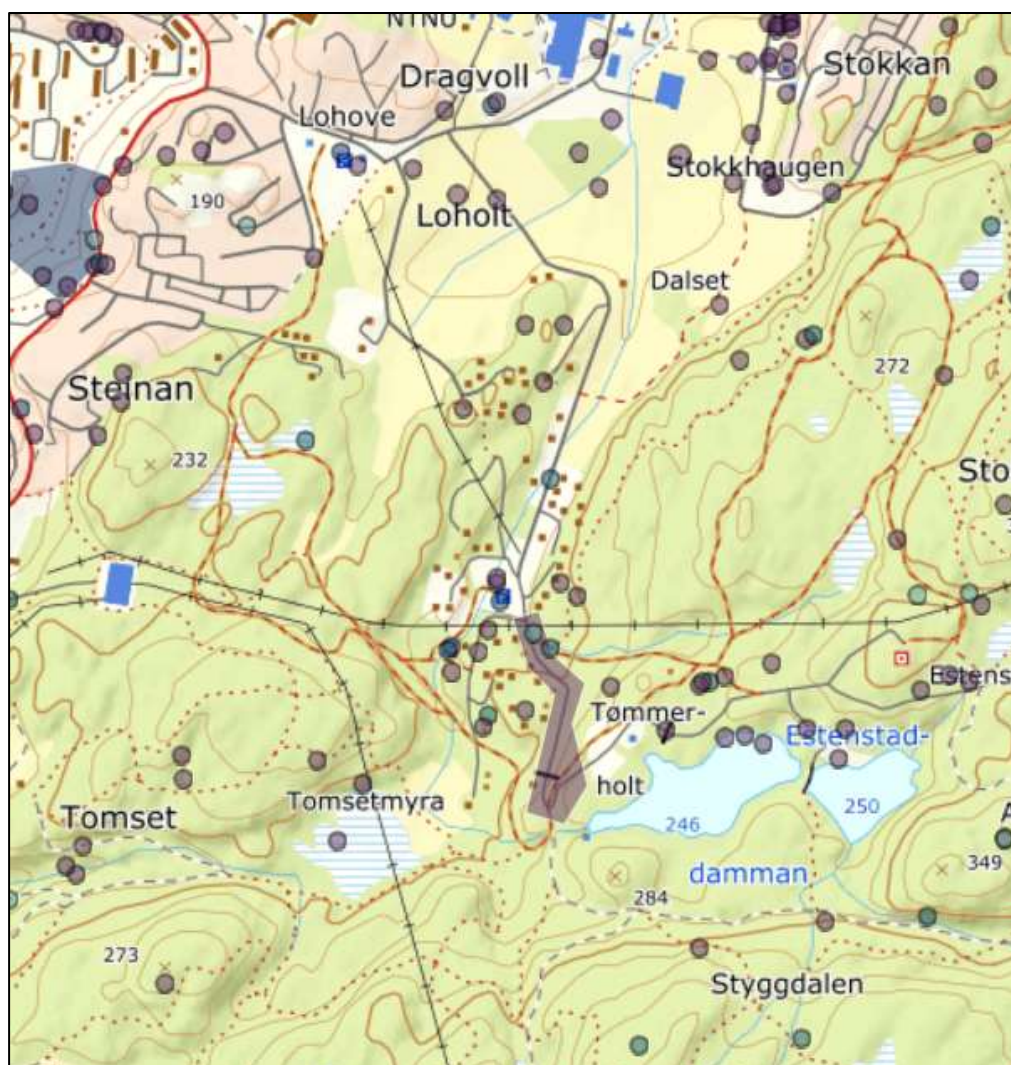 NTNU
Dragvoll
Stokkan
Lohove
Stokkhaugen
190
Loholt
Dalset
272
Steinan
232
Sto
Estens
Tømmer-
Estenstad-
holt
Tomsetmyra
250
Tomset
246
A
damman
349
284
273
Styggdalen